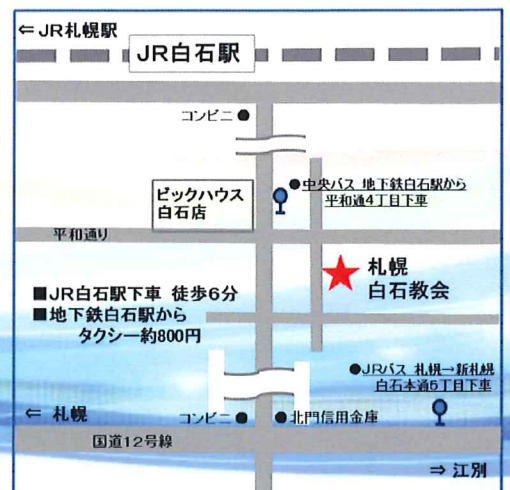 ⇐ JR札幌駅
JR白石駅
コンビニ●
ビックハウス
白石店
●中央バス 地下鉄白石駅から
平和通4丁目下車
平和通り
札幌
白石教会
■JR白石駅下車 徒歩6分
■地下鉄白石駅から
タクシー約800円
●JRバス 札幌→新札幌
白石本通6丁目下車
⇐ 札幌
コンビニ●
●北門信用金庫
国道12号線
⇒ 江別